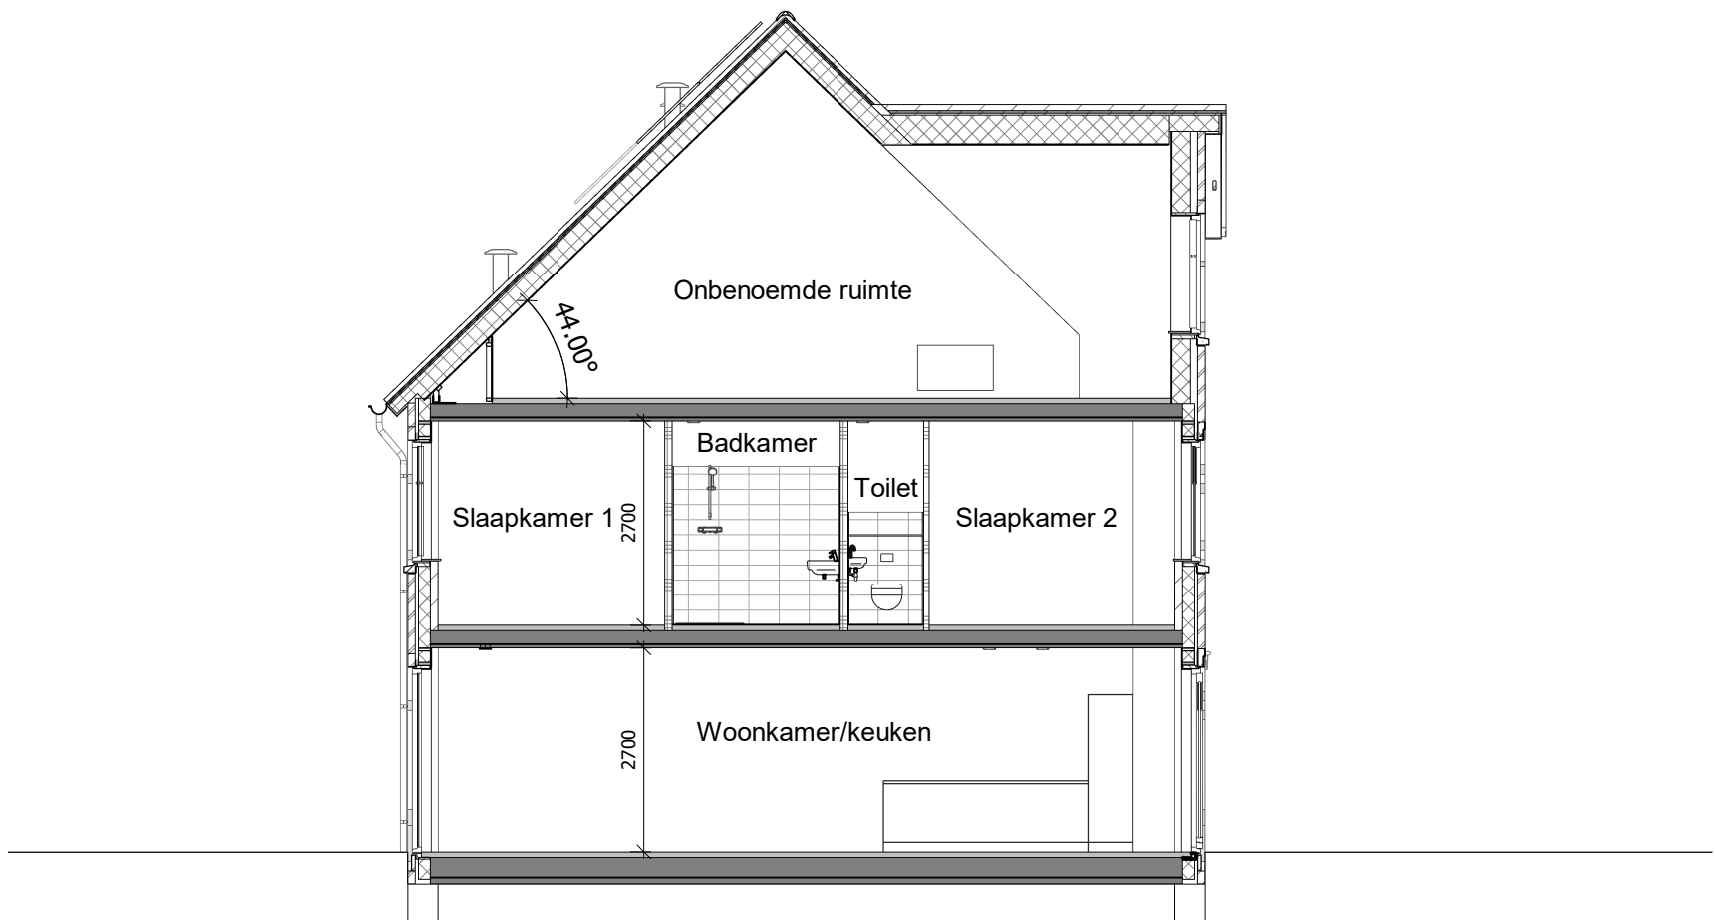 Onbenoemde ruimte
44.00°
Badkamer
Toilet
Slaapkamer 1
2700
Slaapkamer 2
Woonkamer/keuken
2700